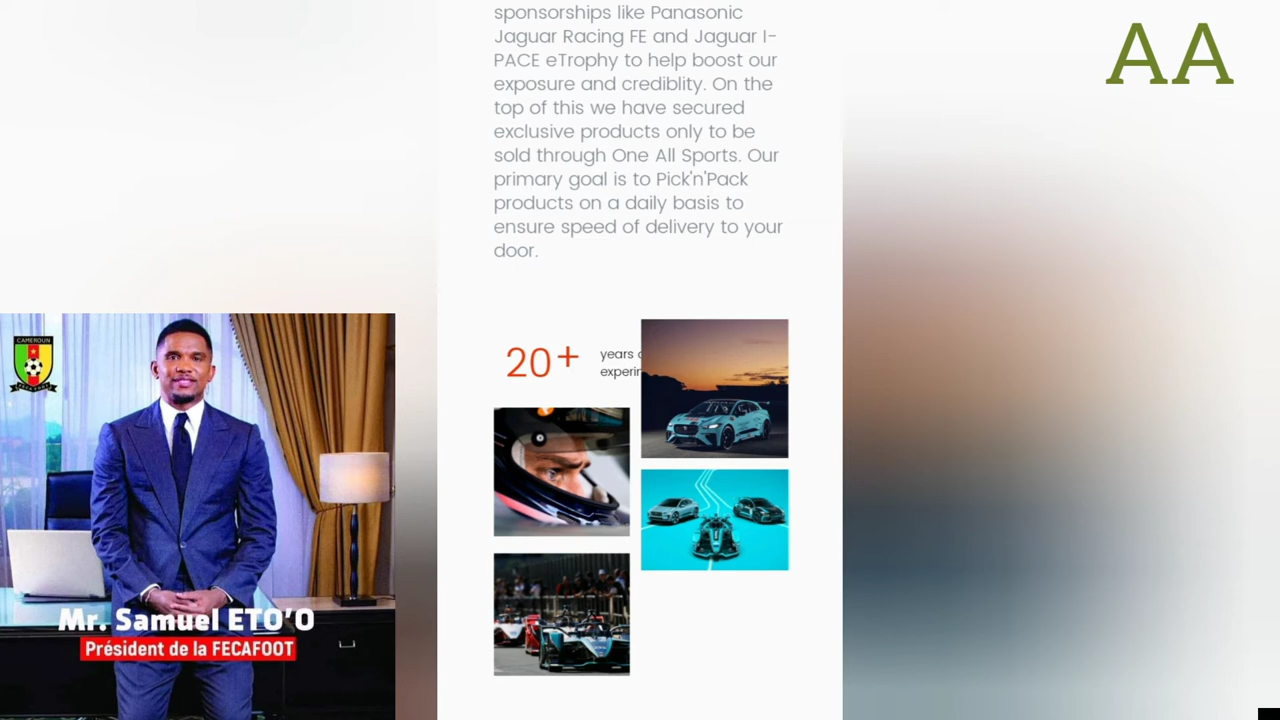 sponsorships like Panasonic
Jaguar Racing FE and Jaguar I-
PACE eTrophy to help boost our
exposure and crediblity. On the
top of this we have secured
exclusive products only to be
sold through One All Sports. Our
primary goal is to Pick'n'Pack
products on a daily basis to
ensure speed of delivery to your
door.
AA
20+ years
CAMEROUN
Mr. Samuel ETO'O
Président de la FECAFOOT